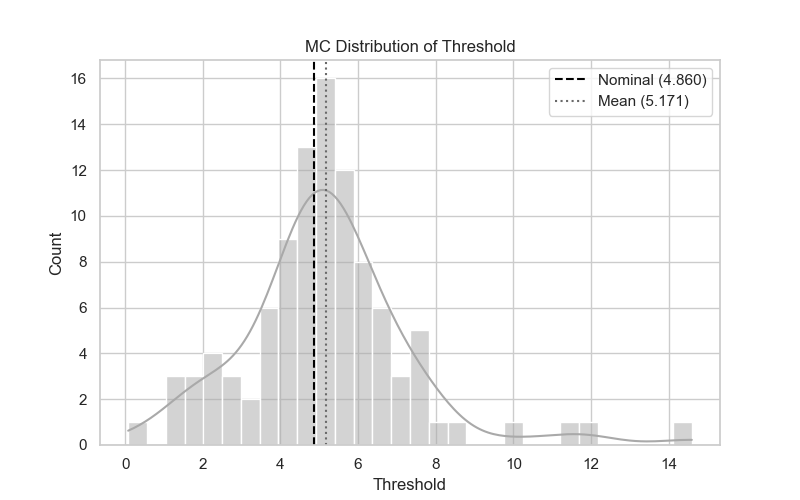 MC Distribution of Threshold
Nominal (4.860)
Mean (5.171)
Count
16
14
12
10
8
6
4
2
0
0 2 4 6 8 10 12 14
Threshold